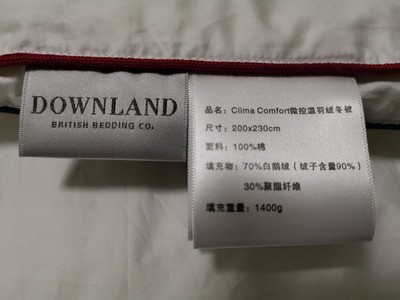 DOWNLAND
BRITISH BEDDING CO.
品名：Clima Comfort微控温羽绒冬被
尺寸：200x230cm
面料：100%棉
填充物：70%白鹅绒（绒子含量90%）
30%聚酯纤维
填充重量：1400g